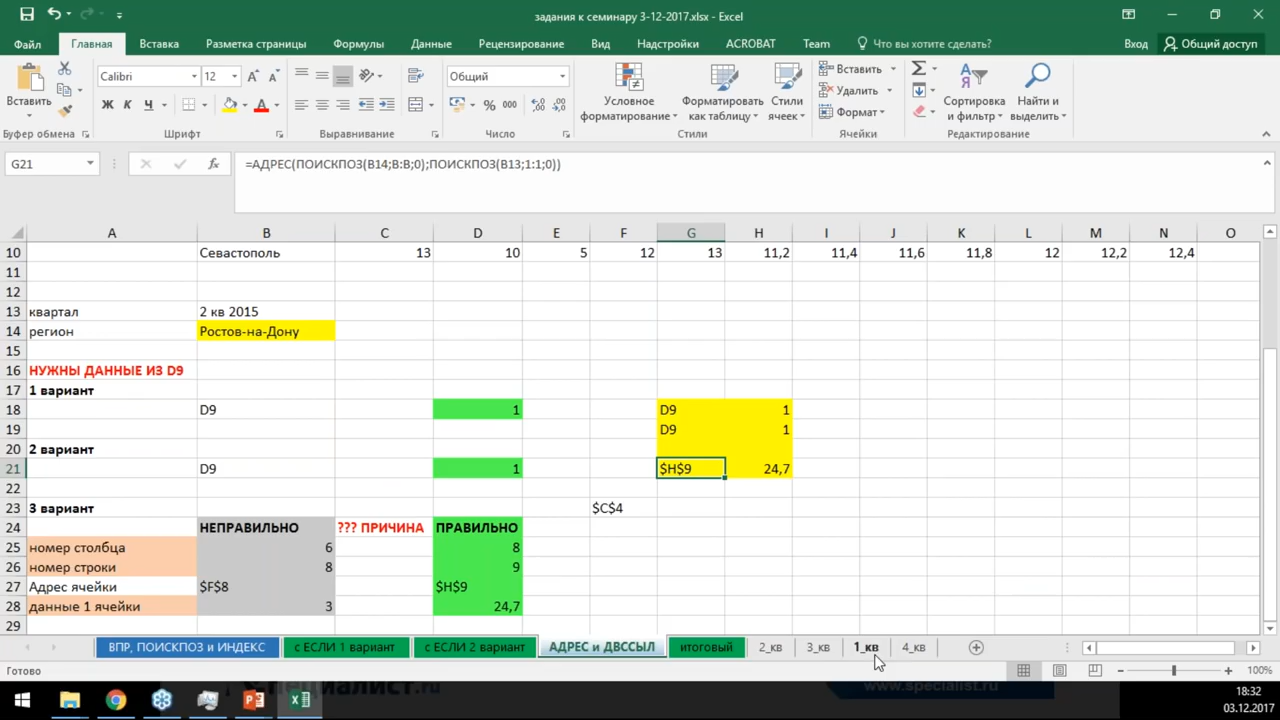 задания к семинару 3-12-2017.xlsx - Excel
Файл Главная Вставка Разметка страницы Формулы Данные Рецензирование Вид Надстройки ACROBAT Team Что вы хотите сделать? Вход Общий доступ
Calibri 12 Общий Вставить
Вставить Ж К Ч Условное форматирование Форматировать как таблицу Стили ячеек Удалить Формат Сортировка и фильтр Найти и выделить
Буфер обмена Шрифт Выравнивание Число Стили Ячейки Редактирование
G21 =АДРЕС(ПОИСКПОЗ(B14;B:B;0);ПОИСКПОЗ(B13;1:1;0))
A B C D E F G H I J K L M N O
10 Севастополь 13 10 5 12 13 11,2 11,4 11,6 11,8 12 12,2 12,4
11
12
13 квартал 2 кв 2015
14 регион Ростов-на-Дону
15
16 НУЖНЫ ДАННЫЕ ИЗ D9
17 1 вариант
18 D9 1 D9 1
19 D9 1
20 2 вариант
21 D9 1 $H$9 24,7
22
23 3 вариант $C$4
24 НЕПРАВИЛЬНО ??? ПРИЧИНА ПРАВИЛЬНО
25 номер столбца 6 8
26 номер строки 8 9
27 Адрес ячейки $F$8 $H$9
28 данные 1 ячейки 3 24,7
29
ВПР, ПОИСКПОЗ и ИНДЕКС с ЕСЛИ 1 вариант с ЕСЛИ 2 вариант АДРЕС и ДВССЫЛ итоговый 2_кв 3_кв 1_кв 4_кв
Готово 100%
www.specialist.ru
18:32
03.12.2017